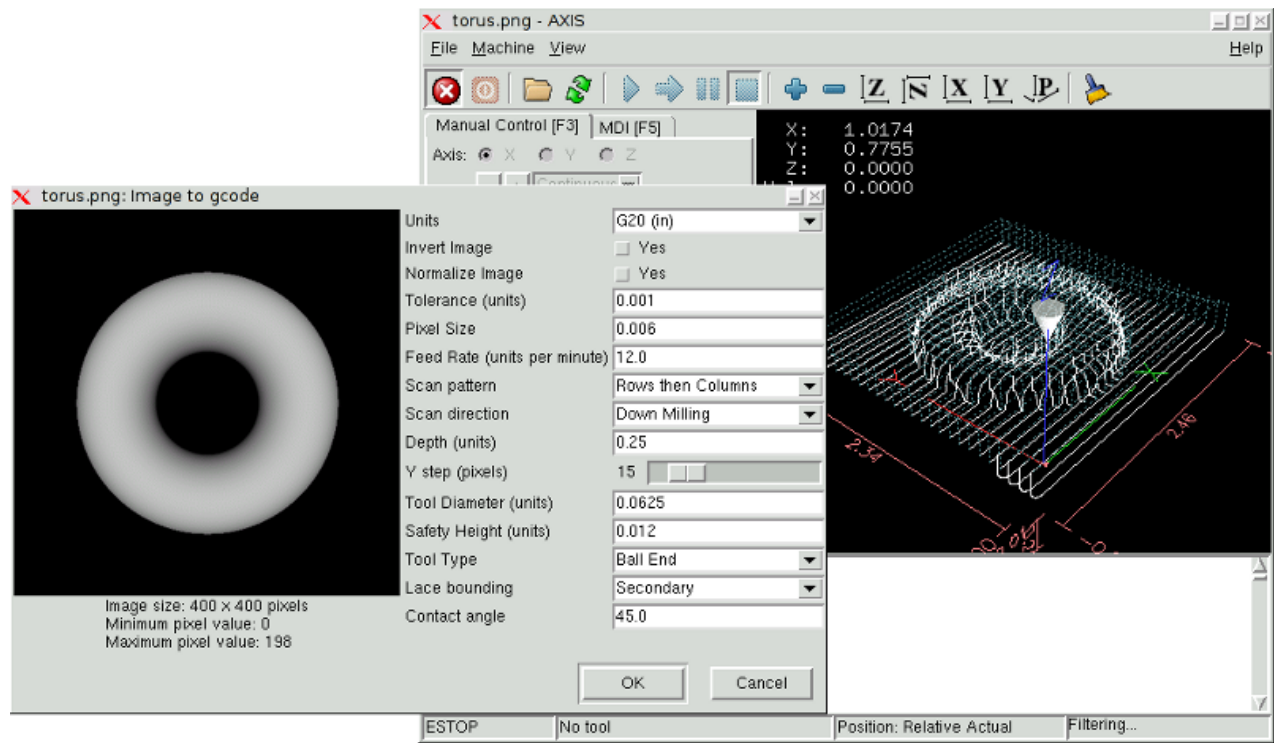 torus.png - AXIS
File Machine View Help
Z N X Y P
Manual Control [F3] MDI [F5]
Axis: X Y Z
Continuous
X: 1.0174
Y: 0.7755
Z: 0.0000
0.0000
2.34
2.46
torus.png: Image to gcode
Units G20 (in)
Invert Image Yes
Normalize Image Yes
Tolerance (units) 0.001
Pixel Size 0.006
Feed Rate (units per minute) 12.0
Scan pattern Rows then Columns
Scan direction Down Milling
Depth (units) 0.25
Y step (pixels) 15
Tool Diameter (units) 0.0625
Safety Height (units) 0.012
Tool Type Ball End
Lace bounding Secondary
Contact angle 45.0
Image size: 400 x 400 pixels
Minimum pixel value: 0
Maximum pixel value: 198
OK Cancel
ESTOP No tool Position: Relative Actual Filtering...